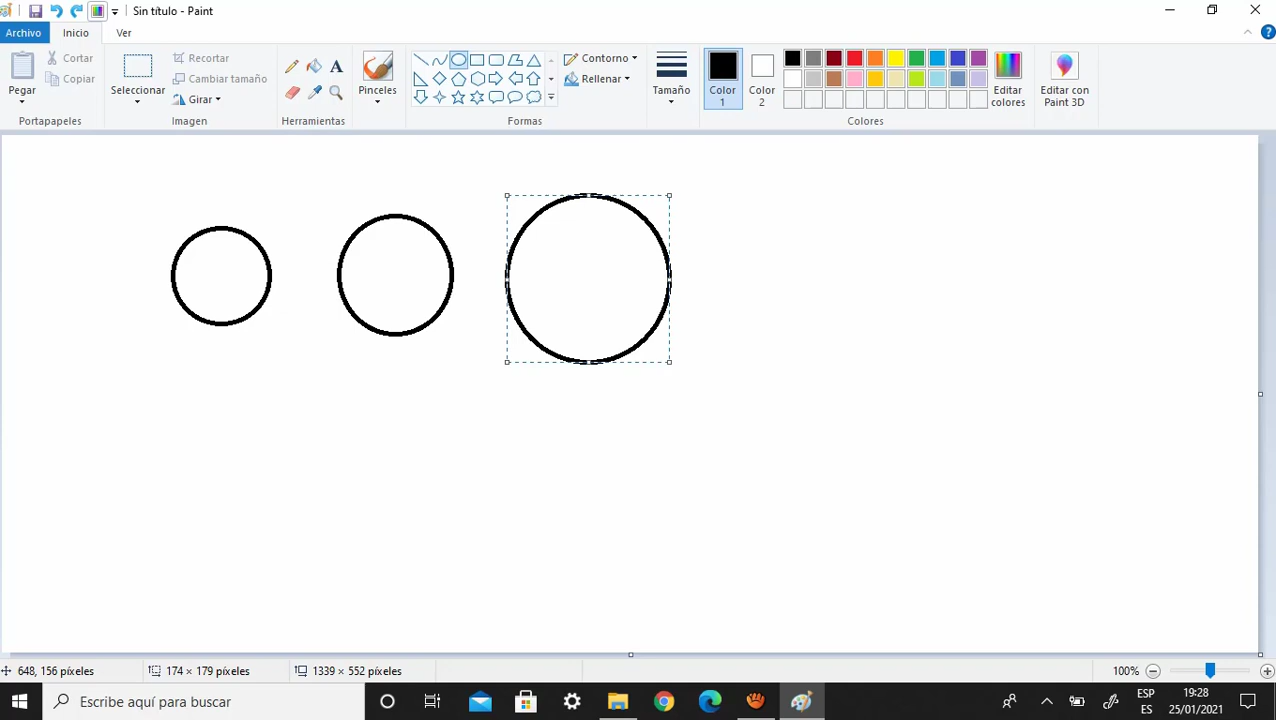 Sin título - Paint
Archivo Inicio Ver
Pegar
Cortar
Copiar
Portapapeles
Seleccionar
Recortar
Cambiar tamaño
Girar
Imagen
A
Herramientas
Pinceles
Contorno
Rellenar
Formas
Tamaño
Color 1
Color 2
Editar colores
Colores
Editar con Paint 3D
648, 156 píxeles 174 × 179 píxeles 1339 × 552 píxeles 100%
Escribe aquí para buscar
ESP
ES
19:28
25/01/2021